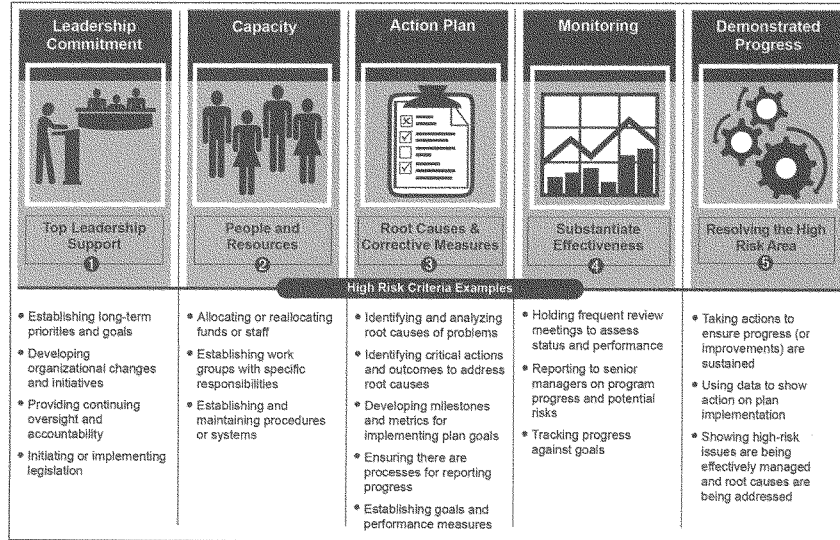 Leadership
Commitment
Capacity
Action Plan
Monitoring
Demonstrated
Progress
Top Leadership
Support
1
People and
Resources
2
Root Causes &
Corrective Measures
3
Substantiate
Effectiveness
4
Resolving the High
Risk Area
5
High Risk Criteria Examples
• Establishing long-term
priorities and goals
• Developing
organizational changes
and initiatives
• Providing continuing
oversight and
accountability
• Initiating or implementing
legislation
• Allocating or reallocating
funds or staff
• Establishing work
groups with specific
responsibilities
• Establishing and
maintaining procedures
or systems
• Identifying and analyzing
root causes of problems
• Identifying critical actions
and outcomes to address
root causes
• Developing milestones
and metrics for
implementing plan goals
• Ensuring there are
processes for reporting
progress
• Establishing goals and
performance measures
• Holding frequent review
meetings to assess
status and performance
• Reporting to senior
managers on program
progress and potential
risks
• Tracking progress
against goals
• Taking actions to
ensure progress (or
improvements) are
sustained
• Using data to show
action on plan
implementation
• Showing high-risk
issues are being
effectively managed
and root causes are
being addressed